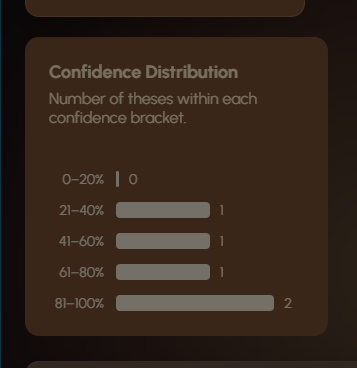 Confidence Distribution
Number of theses within each
confidence bracket.
0–20% 0
21–40% 1
41–60% 1
61–80% 1
81–100% 2